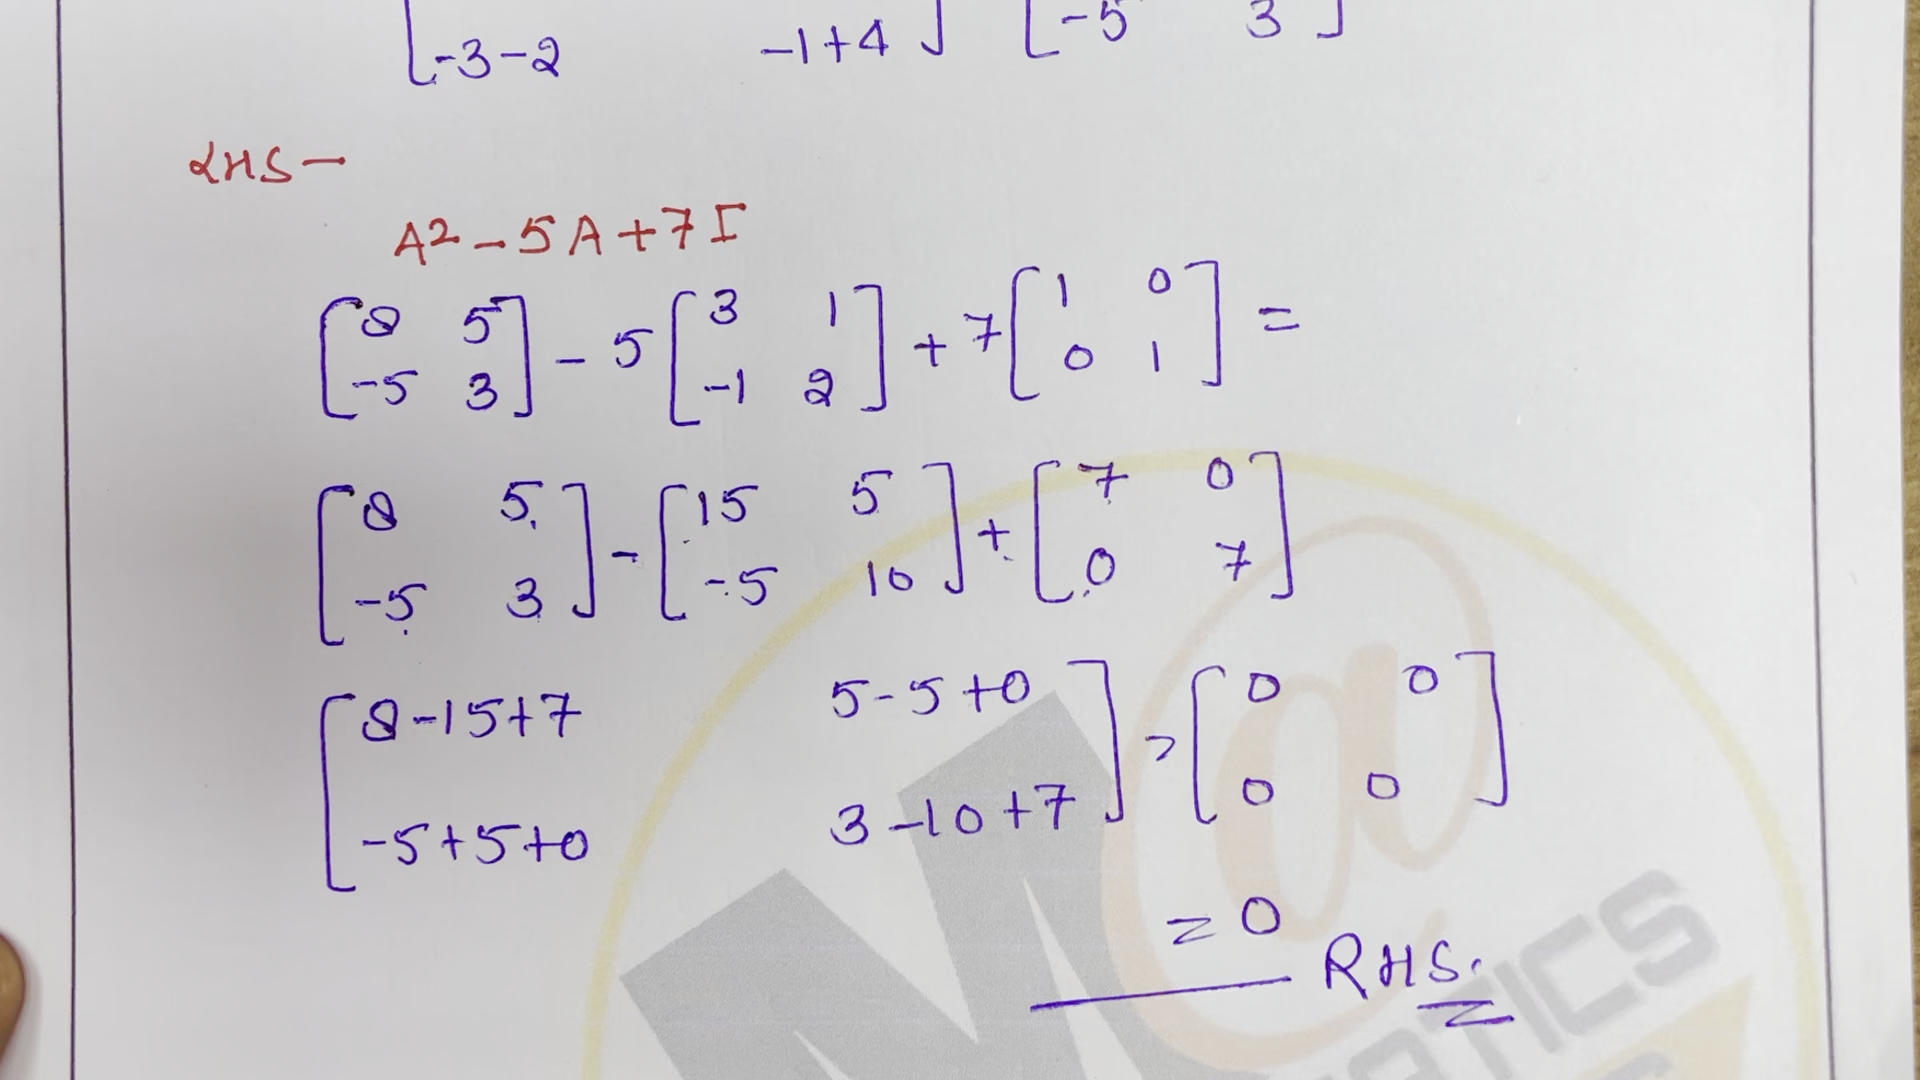 -3-2 -1+4 ] [ -5 3 ]
LHS -
A² - 5A + 7I
[ 8 5 ] - 5 [ 3 1 ] + 7 [ 1 0 ] =
[ -5 3 ] [ -1 2 ] [ 0 1 ]
[ 8 5 ] - [ 15 5 ] + [ 7 0 ]
[ -5 3 ] [ -5 10 ] [ 0 7 ]
[ 8-15+7 5-5+0 ] = [ 0 0 ]
[ -5+5+0 3-10+7 ] [ 0 0 ]
= 0
RHS.